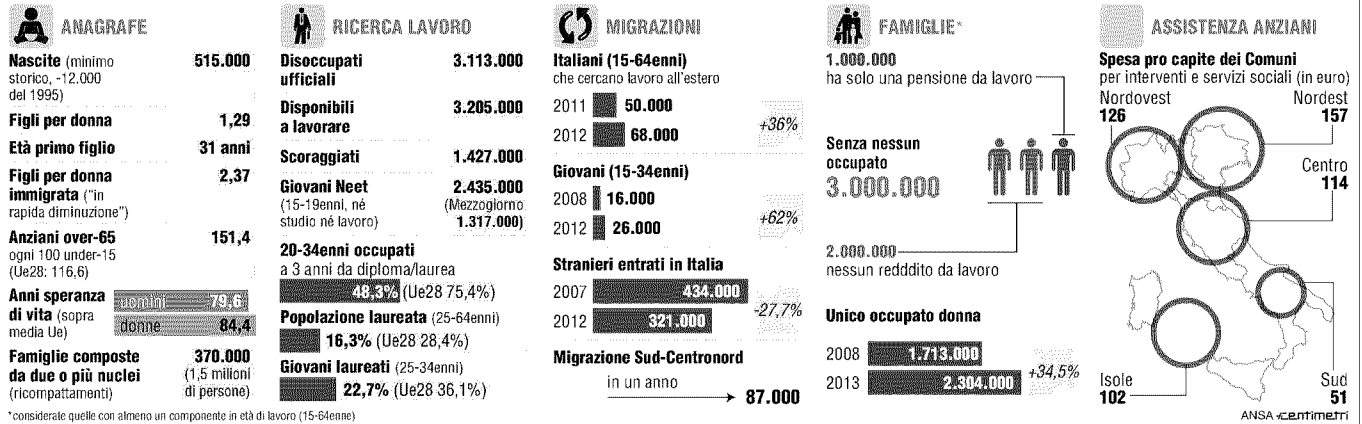 ANAGRAFE
Nascite (minimo 515.000
storico, -12.000
del 1995)
Figli per donna 1,29
Età primo figlio 31 anni
Figli per donna 2,37
immigrata ("in
rapida diminuzione")
Anziani over-65 151,4
ogni 100 under-15
(Ue28: 116,6)
Anni speranza
di vita (sopra
media Ue)
uomini 79,6
donne 84,4
Famiglie composte 370.000
da due o più nuclei (1,5 milioni
(ricompattamenti) di persone)
RICERCA LAVORO
Disoccupati 3.113.000
ufficiali
Disponibili 3.205.000
a lavorare
Scoraggiati 1.427.000
Giovani Neet 2.435.000
(15-19enni, né (Mezzogiorno
studio né lavoro) 1.317.000)
20-34enni occupati
a 3 anni da diploma/laurea
48,3% (Ue28 75,4%)
Popolazione laureata (25-64enni)
16,3% (Ue28 28,4%)
Giovani laureati (25-34enni)
22,7% (Ue28 36,1%)
MIGRAZIONI
Italiani (15-64enni)
che cercano lavoro all'estero
2011 50.000
2012 68.000
+36%
Giovani (15-34enni)
2008 16.000
2012 26.000
+62%
Stranieri entrati in Italia
2007 434.000
2012 321.000
-27,7%
Migrazione Sud-Centronord
in un anno
87.000
FAMIGLIE*
1.000.000
ha solo una pensione da lavoro
Senza nessun
occupato
3.000.000
2.000.000
nessun redddito da lavoro
Unico occupato donna
2008 1.713.000
2013 2.304.000
+34,5%
ASSISTENZA ANZIANI
Spesa pro capite dei Comuni
per interventi e servizi sociali (in euro)
Nordovest
126
Nordest
157
Centro
114
Isole
102
Sud
51
*considerate quelle con almeno un componente in età di lavoro (15-64enne)
ANSA centimetri